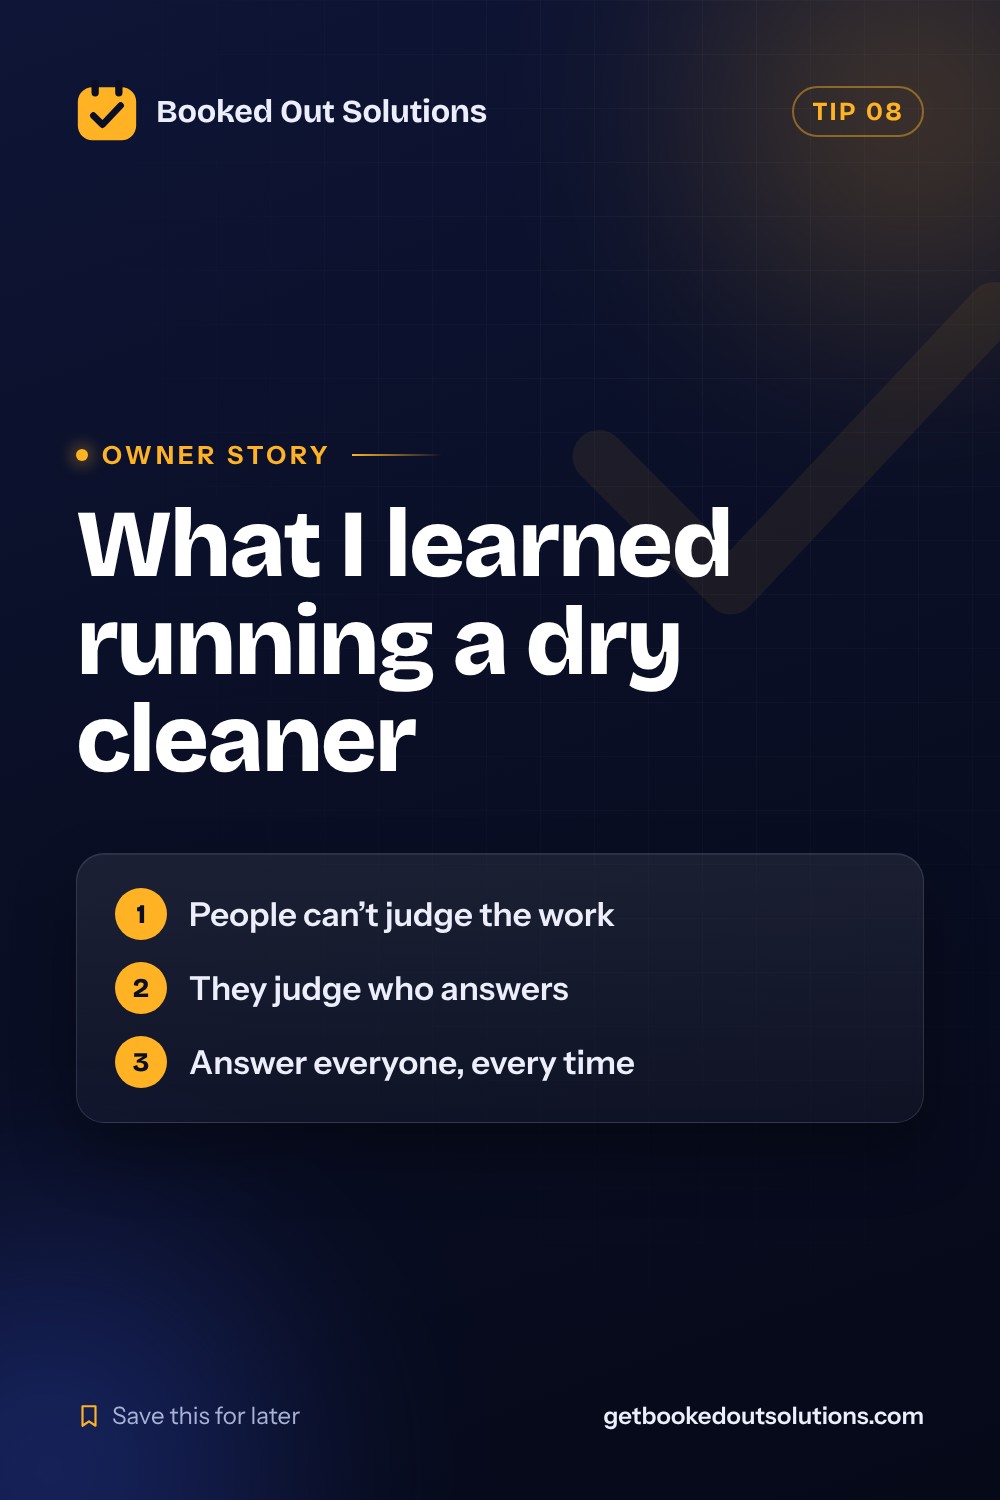 Booked Out Solutions
TIP 08
OWNER STORY
What I learned
running a dry
cleaner
1 People can’t judge the work
2 They judge who answers
3 Answer everyone, every time
Save this for later
getbookedoutsolutions.com